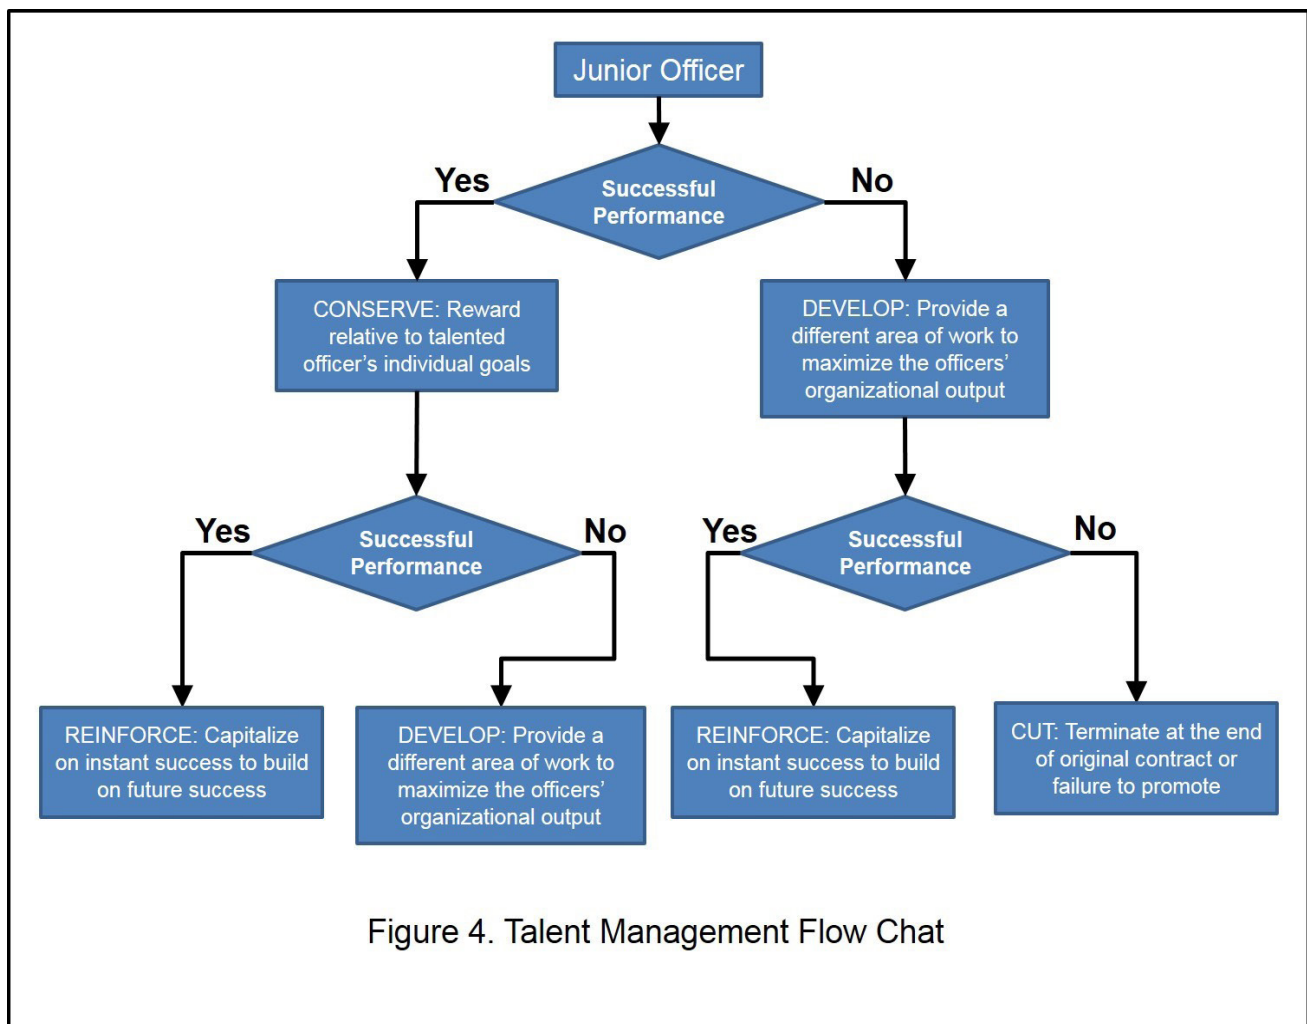 Junior Officer
Yes
No
Successful
Performance
CONSERVE: Reward
relative to talented
officer’s individual goals
DEVELOP: Provide a
different area of work to
maximize the officers’
organizational output
Yes
No
Successful
Performance
Yes
No
Successful
Performance
REINFORCE: Capitalize
on instant success to build
on future success
DEVELOP: Provide a
different area of work to
maximize the officers’
organizational output
REINFORCE: Capitalize
on instant success to build
on future success
CUT: Terminate at the end
of original contract or
failure to promote
Figure 4. Talent Management Flow Chat